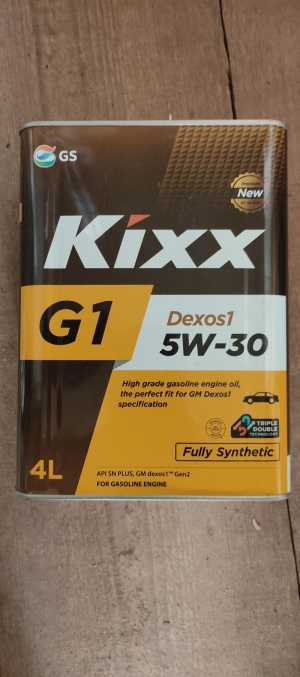 GS
New
Kixx
G1
Dexos1
5W-30
High grade gasoline engine oil,
the perfect fit for GM Dexos1
specification
TRIPLE
DOUBLE
TECHNOLOGY
Fully Synthetic
4L
API SN PLUS, GM dexos1™ Gen2
FOR GASOLINE ENGINE